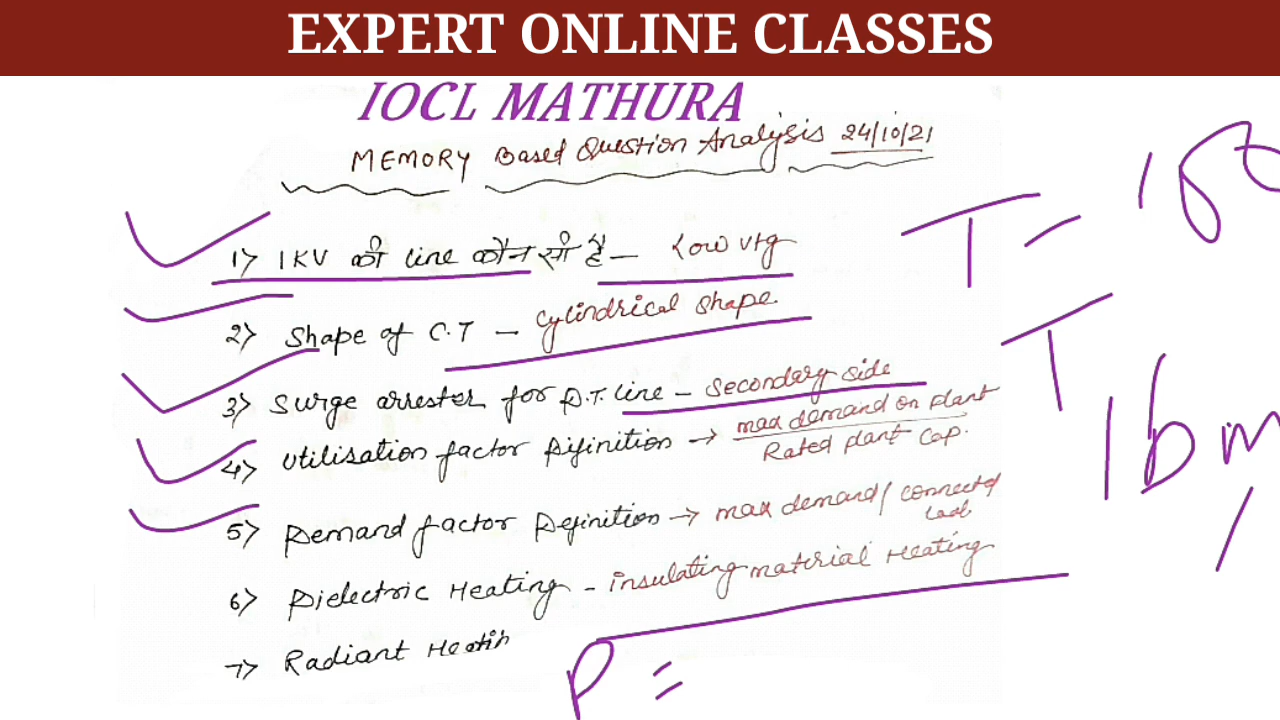 EXPERT ONLINE CLASSES
IOCL MATHURA
MEMORY Based Question Analysis 24/10/21
1) 1KV की line कौन सी है – Low vtg
2) Shape of C.T – cylindrical shape.
3) Surge arrester for D.T. line – secondary side
4) Utilisation factor Difinition → max demand on plant
Rated plant cap.
5) Demand factor Definition → max demand / connected
Load
6) Dielectric Heating - insulating material Heating
7) Radiant Heatin
T =
T
P =